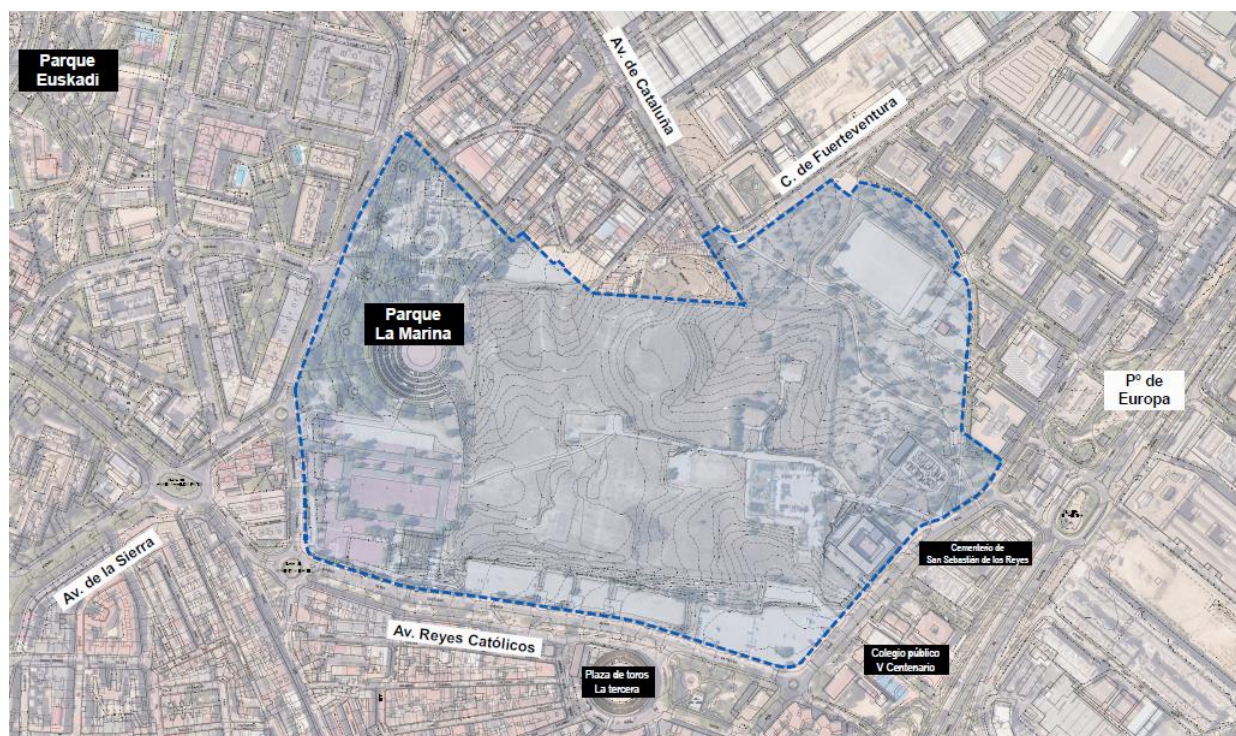 Parque
Euskadi
Av. de Cataluña
C. de Fuerteventura
Parque
La Marina
Pº de
Europa
Av. de la Sierra
Cementerio de
San Sebastián de los Reyes
Av. Reyes Católicos
Colegio público
V Centenario
Plaza de toros
La tercera